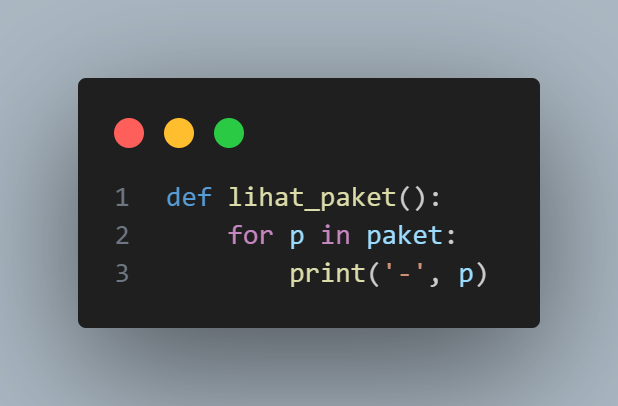 1 def lihat_paket():
2     for p in paket:
3         print('-', p)